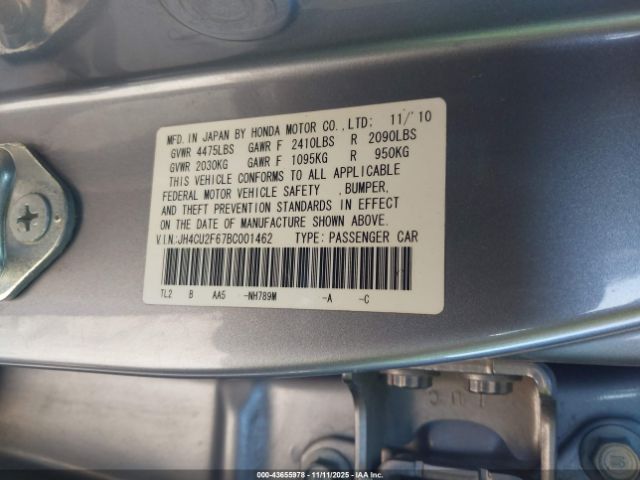 MFD. IN JAPAN BY HONDA MOTOR CO., LTD: 11/'10
GVWR 4475LBS GAWR F 2410LBS R 2090LBS
GVWR 2030KG GAWR F 1095KG R 950KG
THIS VEHICLE CONFORMS TO ALL APPLICABLE
FEDERAL MOTOR VEHICLE SAFETY , BUMPER,
AND THEFT PREVENTION STANDARDS IN EFFECT
ON THE DATE OF MANUFACTURE SHOWN ABOVE.
V.I.N:JH4CU2F67BC001462 TYPE: PASSENGER CAR
TL2 B AA5 -NH789M -A -C
000-43655978 - 11/11/2025 - IAAI.COM